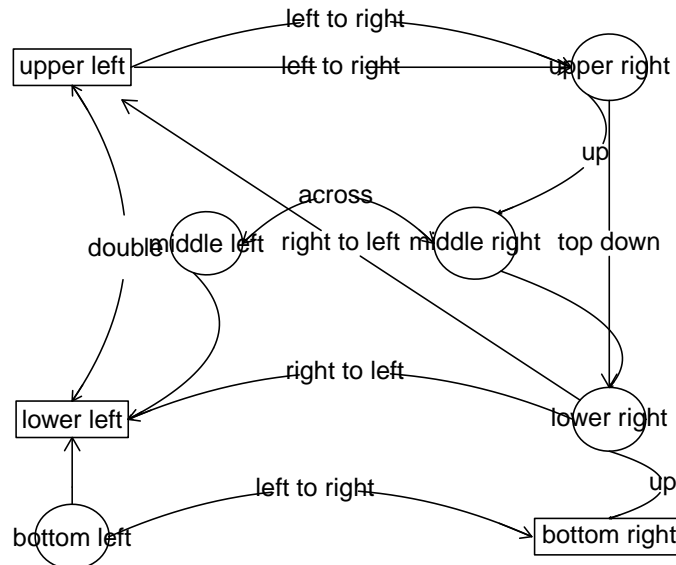 left to right
upper left
left to right
upper right
up
across
double
middle left
right to left
middle right
top down
right to left
lower left
lower right
left to right
up
bottom left
bottom right